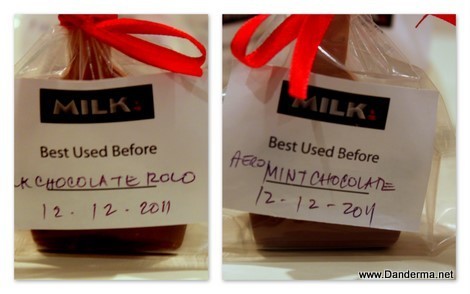 MILK
Best Used Before
K CHOCOLATE ROLO
12 . 12 . 2011
MILK
Best Used Before
AERO MINT CHOCOLATE
12 - 12 - 2011
www.Danderma.net